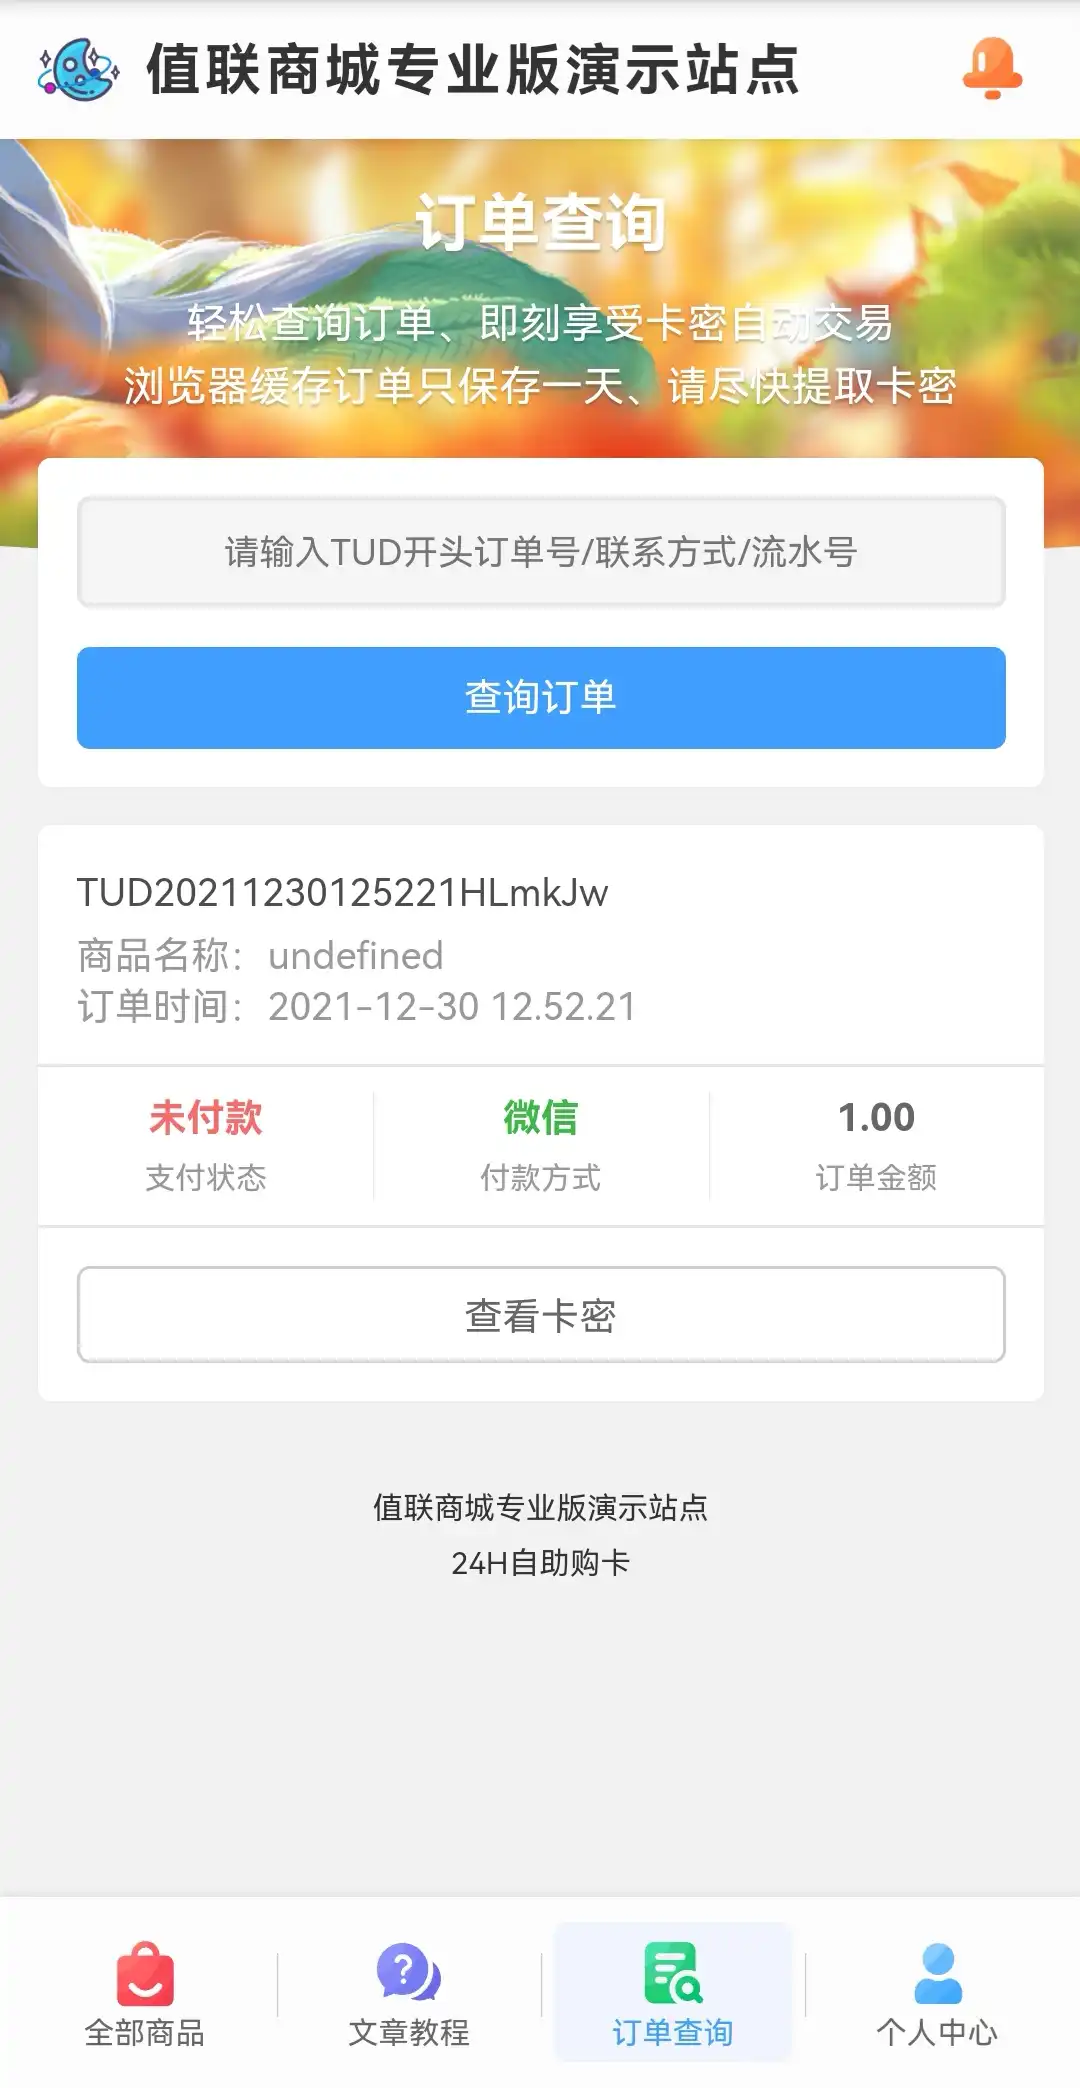 值联商城专业版演示站点
订单查询
轻松查询订单、即刻享受卡密自动交易
浏览器缓存订单只保存一天、请尽快提取卡密
请输入TUD开头订单号/联系方式/流水号
查询订单
TUD20211230125221HLmkJw
商品名称：undefined
订单时间：2021-12-30 12.52.21
未付款 微信 1.00
支付状态 付款方式 订单金额
查看卡密
值联商城专业版演示站点
24H自助购卡
全部商品 文章教程 订单查询 个人中心